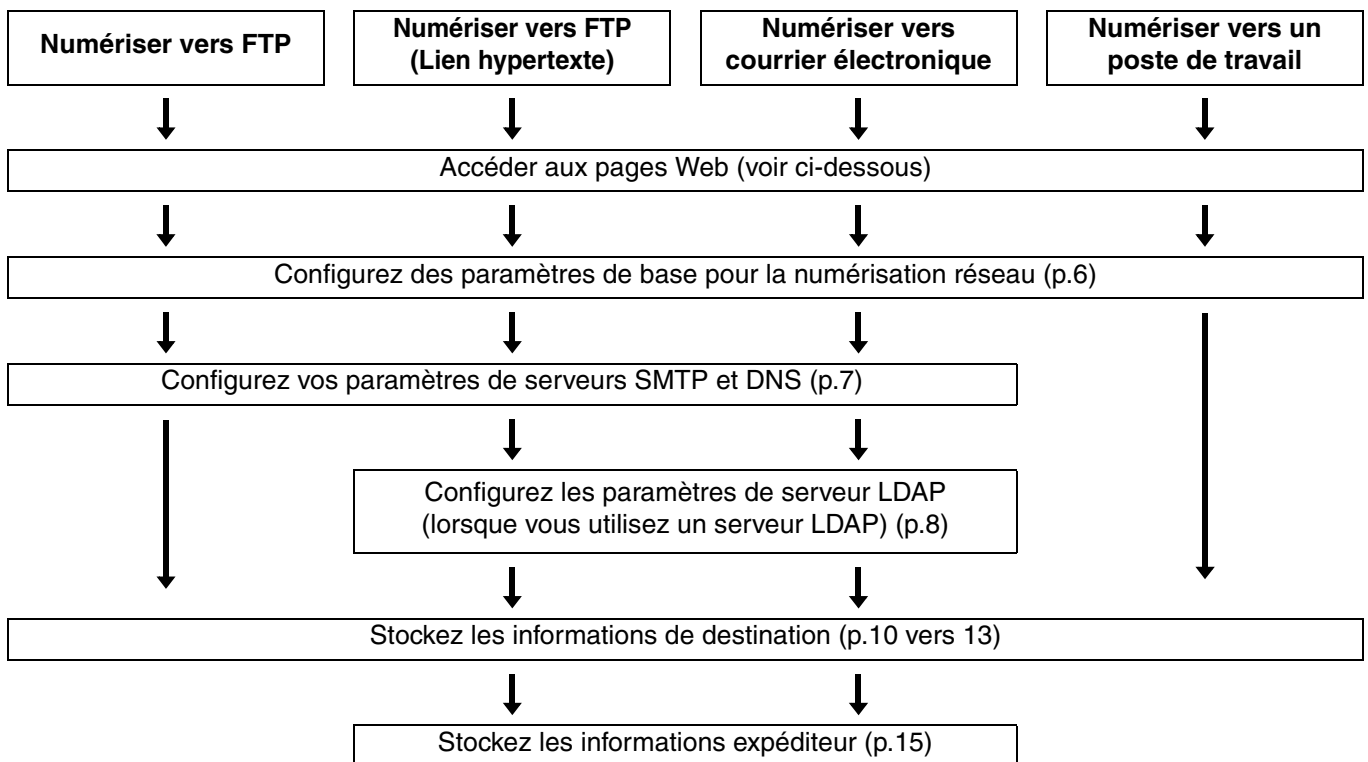 Numériser vers FTP
Numériser vers FTP
(Lien hypertexte)
Numériser vers
courrier électronique
Numériser vers un
poste de travail
Accéder aux pages Web (voir ci-dessous)
Configurez des paramètres de base pour la numérisation réseau (p.6)
Configurez vos paramètres de serveurs SMTP et DNS (p.7)
Configurez les paramètres de serveur LDAP
(lorsque vous utilisez un serveur LDAP) (p.8)
Stockez les informations de destination (p.10 vers 13)
Stockez les informations expéditeur (p.15)